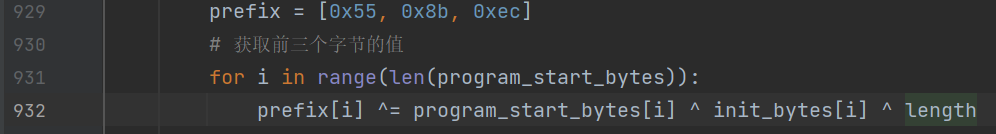 929 prefix = [0x55, 0x8b, 0xec]
930 # 获取前三个字节的值
931 for i in range(len(program_start_bytes)):
932 prefix[i] ^= program_start_bytes[i] ^ init_bytes[i] ^ length